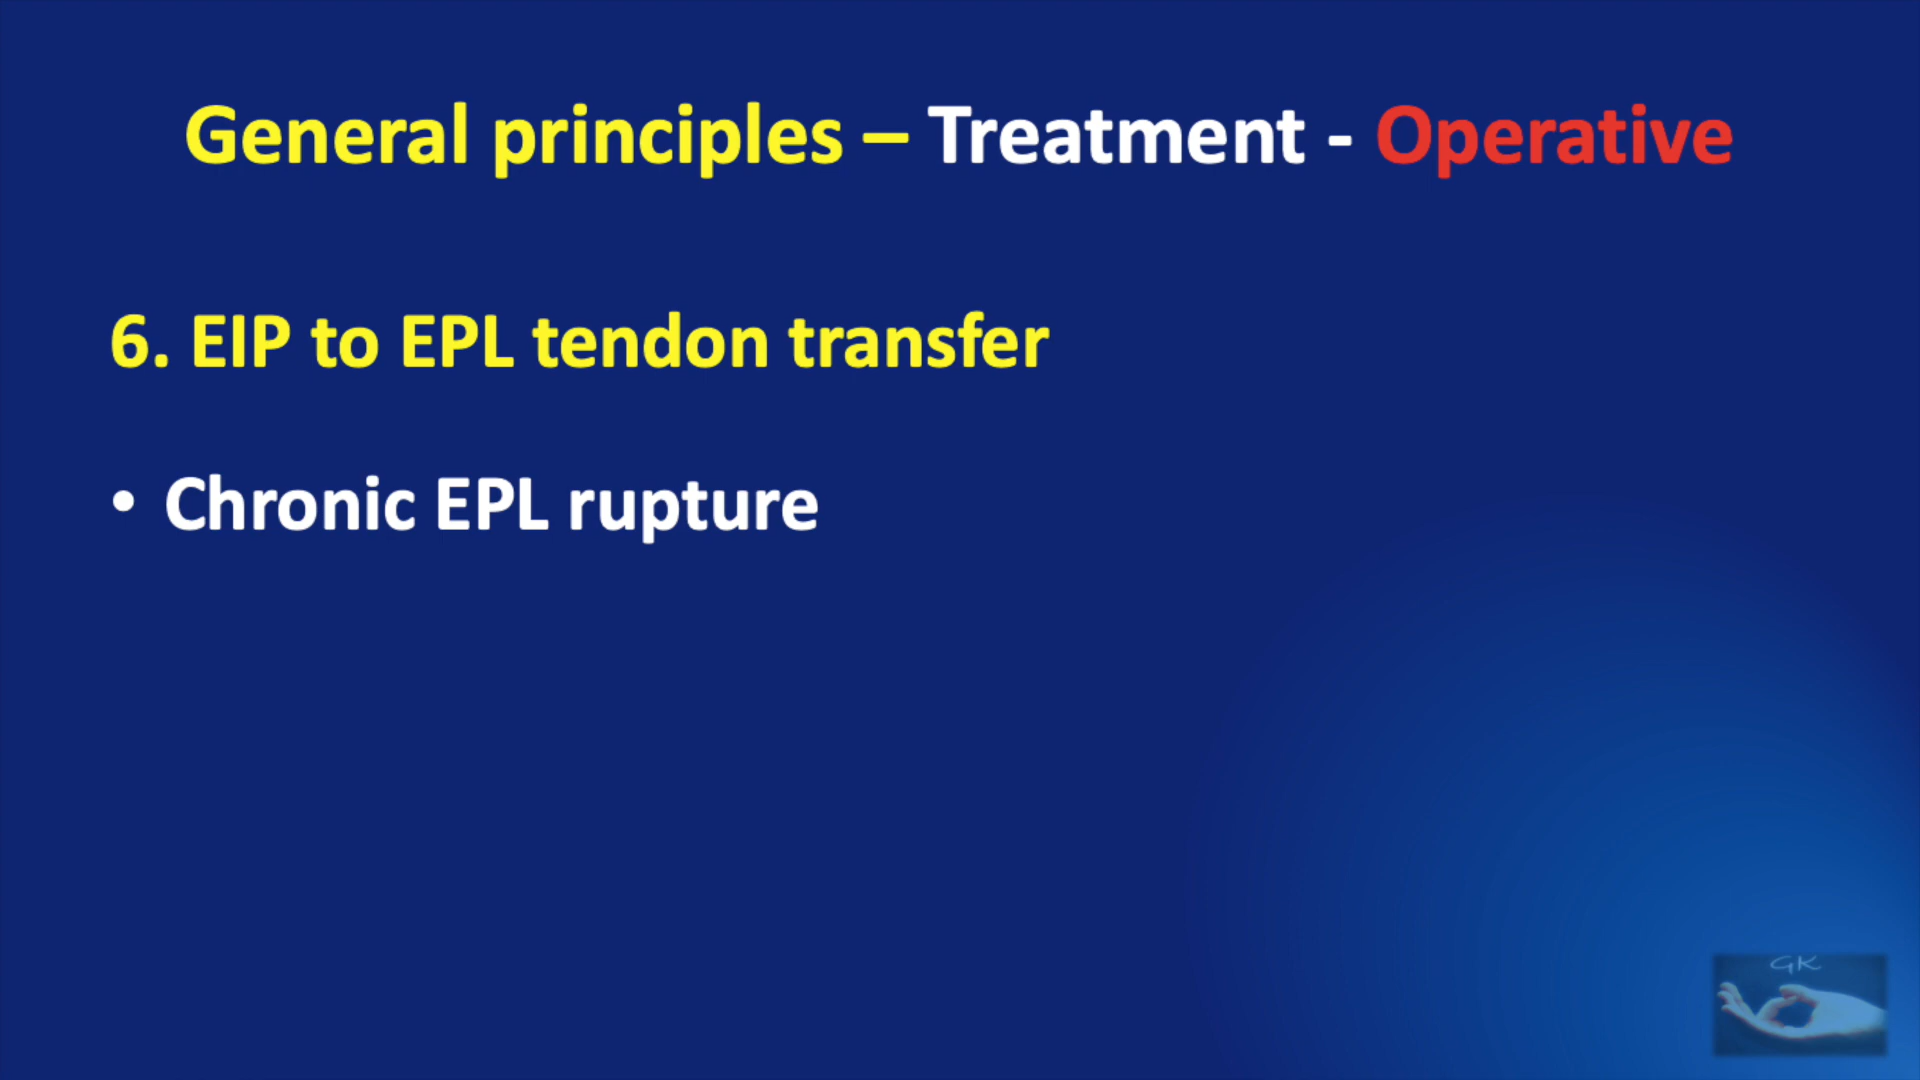 General principles – Treatment - Operative
6. EIP to EPL tendon transfer
• Chronic EPL rupture
GK